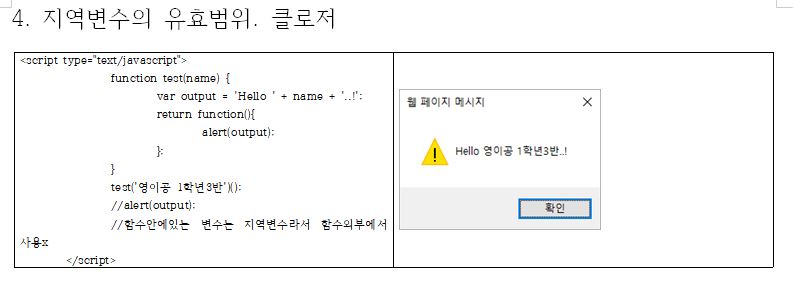 4. 지역변수의 유효범위. 클로저
<script type="text/javascript">
function test(name) {
var output = 'Hello ' + name + '..!';
return function(){
alert(output);
};
}
test('영이공 1학년3반')();
//alert(output);
//함수안에있는 변수는 지역변수라서 함수외부에서
사용x
</script>
웹 페이지 메시지
Hello 영이공 1학년3반..!
확인